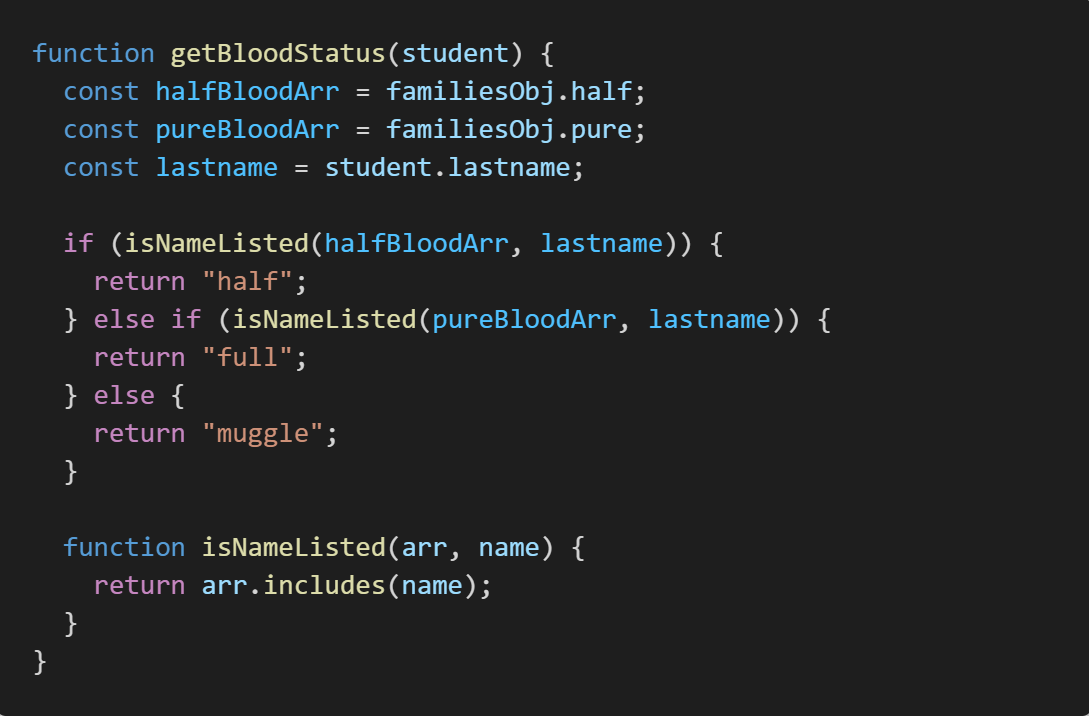 function getBloodStatus(student) {
  const halfBloodArr = familiesObj.half;
  const pureBloodArr = familiesObj.pure;
  const lastname = student.lastname;

  if (isNameListed(halfBloodArr, lastname)) {
    return "half";
  } else if (isNameListed(pureBloodArr, lastname)) {
    return "full";
  } else {
    return "muggle";
  }

  function isNameListed(arr, name) {
    return arr.includes(name);
  }
}